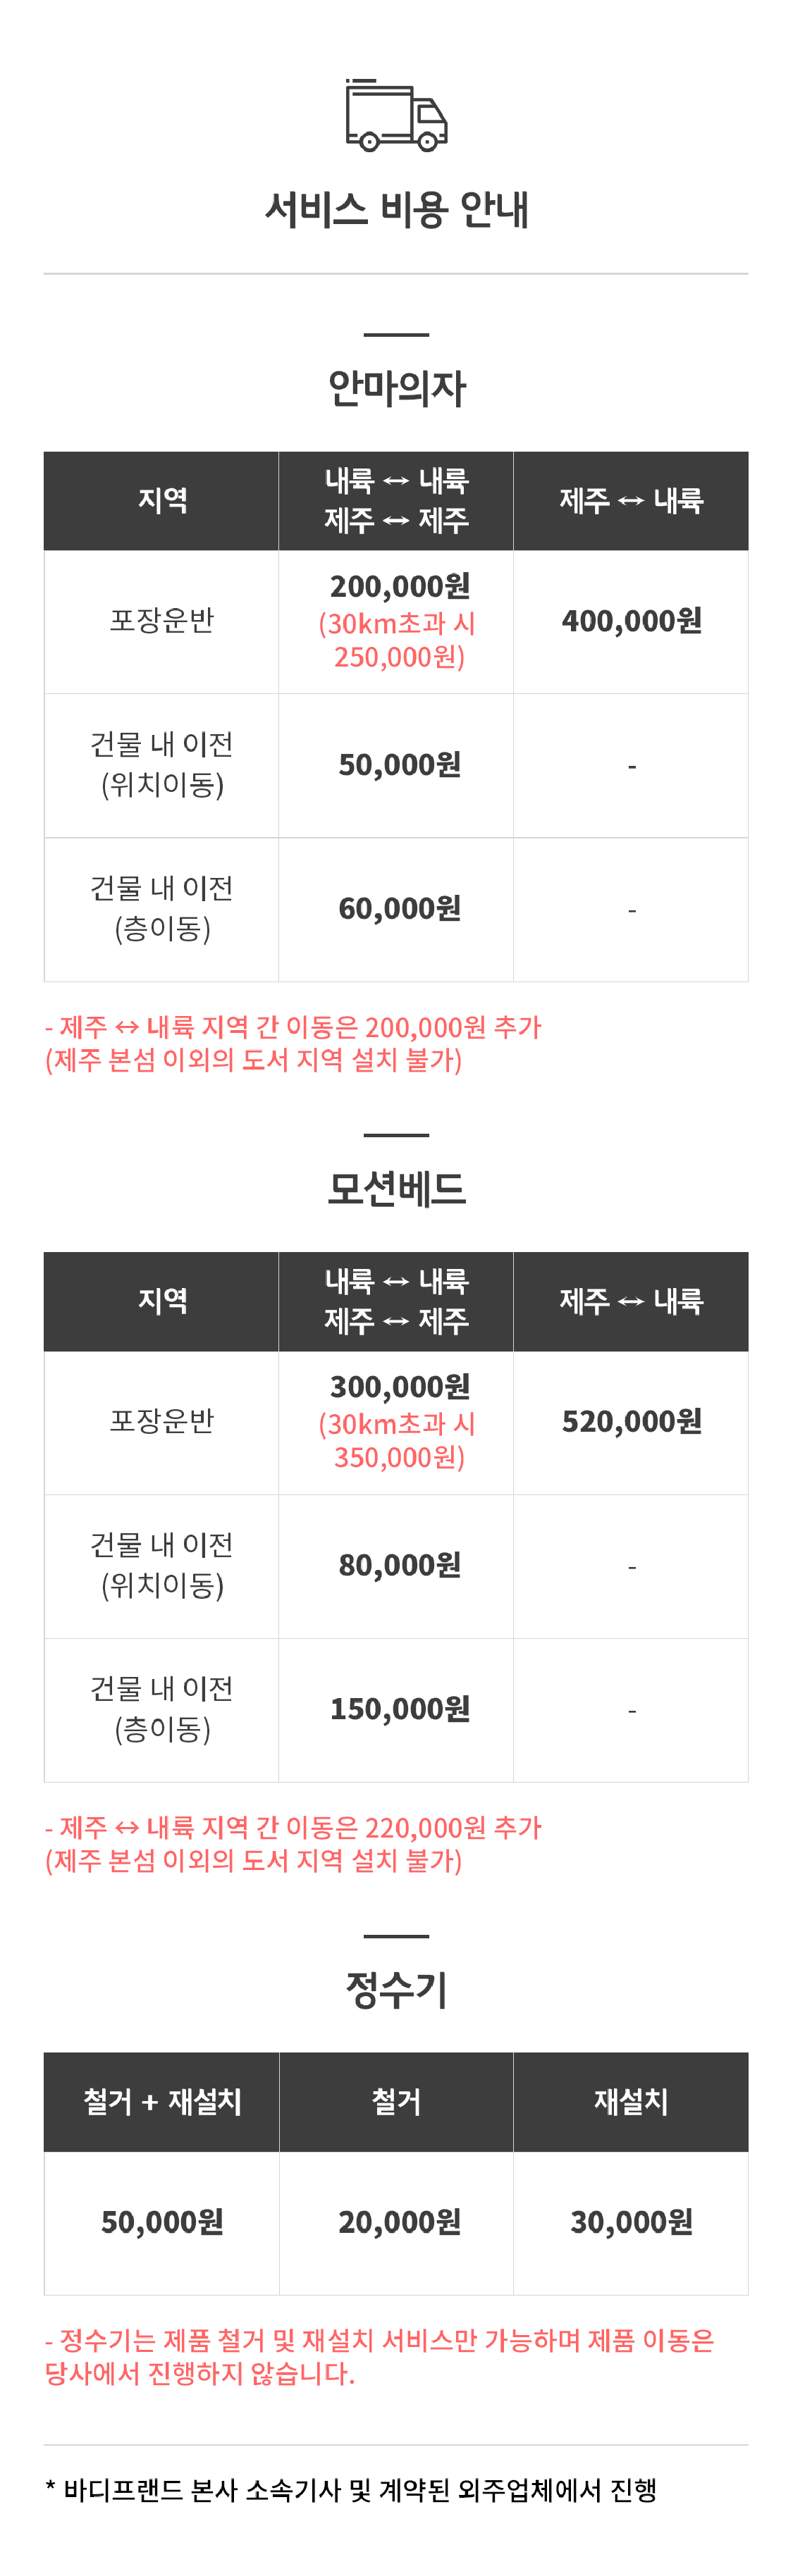 서비스 비용 안내
안마의자
지역
내륙 ↔ 내륙
제주 ↔ 제주
제주 ↔ 내륙
포장운반
200,000원
(30km초과 시
250,000원)
400,000원
건물 내 이전
(위치이동)
50,000원
-
건물 내 이전
(층이동)
60,000원
-
- 제주 ↔ 내륙 지역 간 이동은 200,000원 추가
(제주 본섬 이외의 도서 지역 설치 불가)
모션베드
지역
내륙 ↔ 내륙
제주 ↔ 제주
제주 ↔ 내륙
포장운반
300,000원
(30km초과 시
350,000원)
520,000원
건물 내 이전
(위치이동)
80,000원
-
건물 내 이전
(층이동)
150,000원
-
- 제주 ↔ 내륙 지역 간 이동은 220,000원 추가
(제주 본섬 이외의 도서 지역 설치 불가)
정수기
철거 + 재설치
철거
재설치
50,000원
20,000원
30,000원
- 정수기는 제품 철거 및 재설치 서비스만 가능하며 제품 이동은
당사에서 진행하지 않습니다.
* 바디프랜드 본사 소속기사 및 계약된 외주업체에서 진행